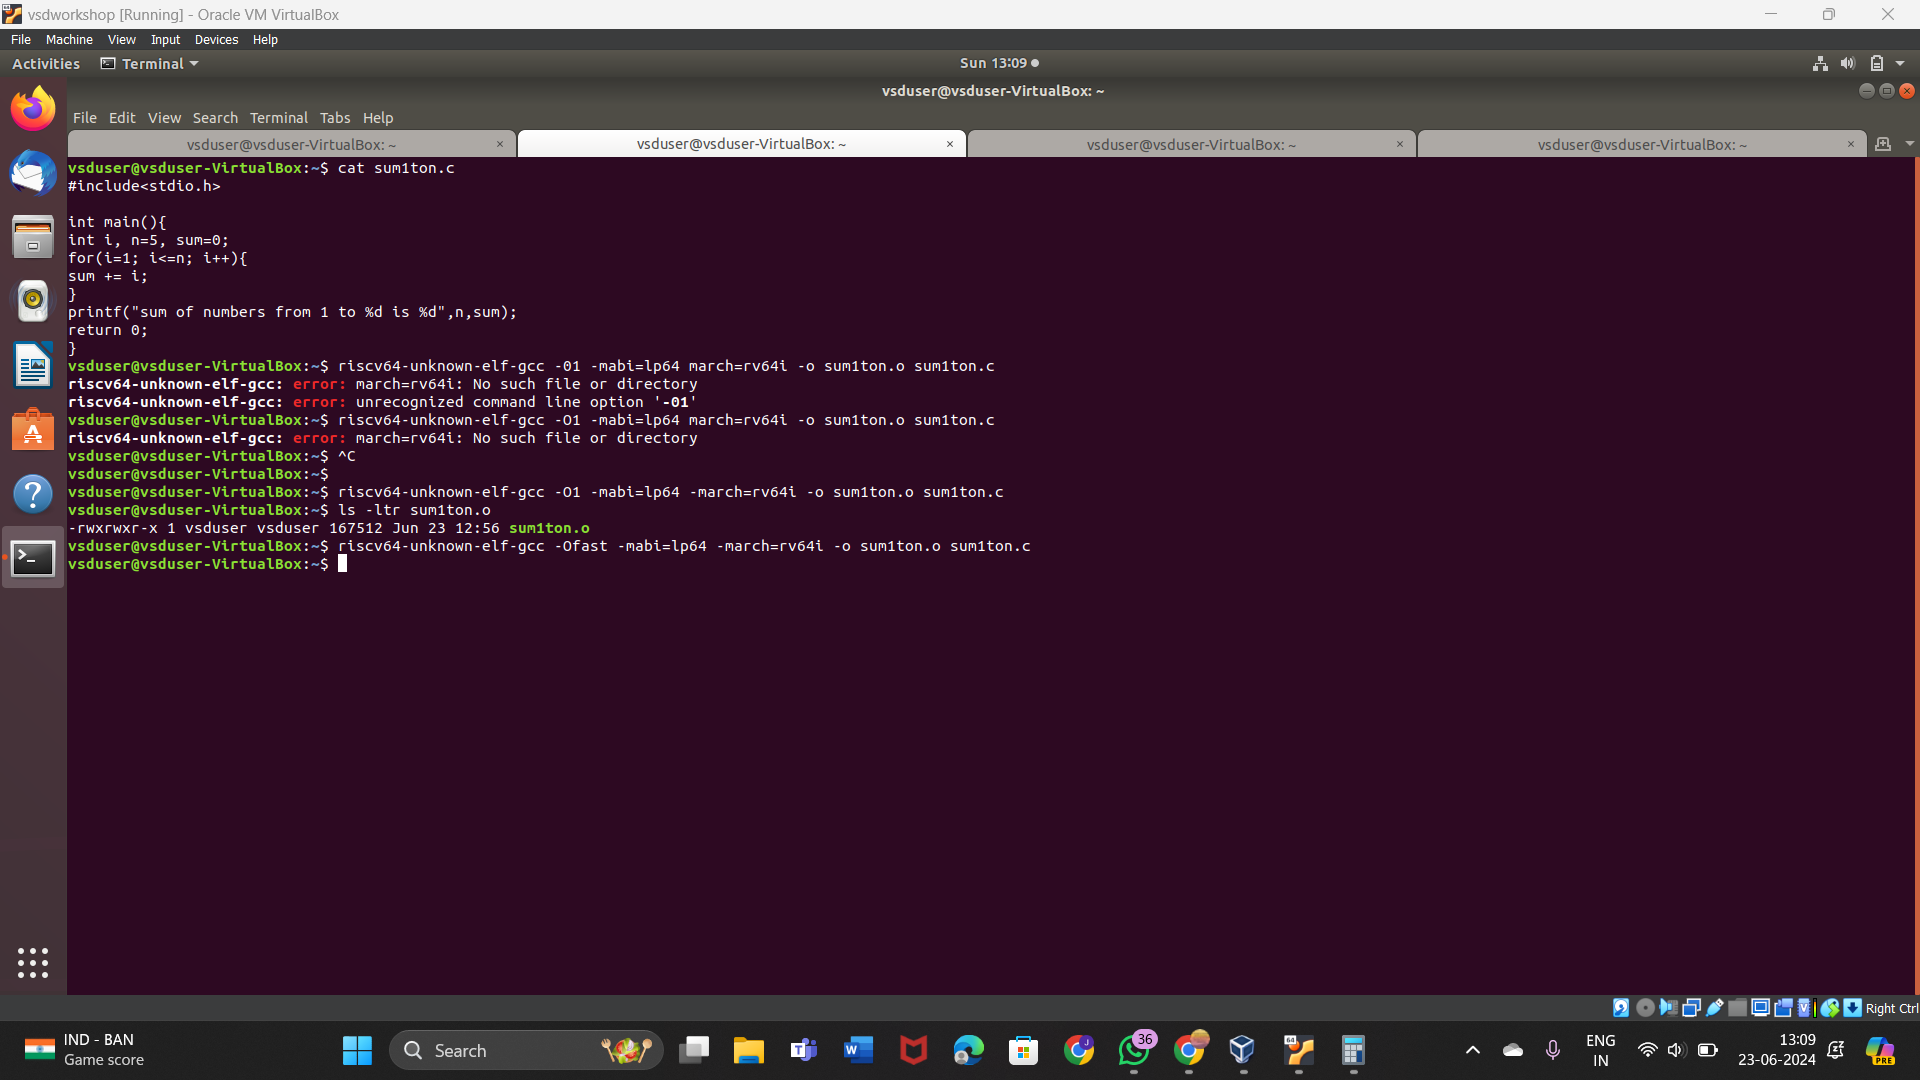 vsdworkshop [Running] - Oracle VM VirtualBox
File Machine View Input Devices Help
Activities Terminal Sun 13:09
vsduser@vsduser-VirtualBox: ~
File Edit View Search Terminal Tabs Help
vsduser@vsduser-VirtualBox: ~ × vsduser@vsduser-VirtualBox: ~ × vsduser@vsduser-VirtualBox: ~ × vsduser@vsduser-VirtualBox: ~ ×
vsduser@vsduser-VirtualBox:~$ cat sum1ton.c
#include<stdio.h>
int main(){
int i, n=5, sum=0;
for(i=1; i<=n; i++){
sum += i;
}
printf("sum of numbers from 1 to %d is %d",n,sum);
return 0;
}
vsduser@vsduser-VirtualBox:~$ riscv64-unknown-elf-gcc -01 -mabi=lp64 march=rv64i -o sum1ton.o sum1ton.c
riscv64-unknown-elf-gcc: error: march=rv64i: No such file or directory
riscv64-unknown-elf-gcc: error: unrecognized command line option '-01'
vsduser@vsduser-VirtualBox:~$ riscv64-unknown-elf-gcc -O1 -mabi=lp64 march=rv64i -o sum1ton.o sum1ton.c
riscv64-unknown-elf-gcc: error: march=rv64i: No such file or directory
vsduser@vsduser-VirtualBox:~$ ^C
vsduser@vsduser-VirtualBox:~$
vsduser@vsduser-VirtualBox:~$ riscv64-unknown-elf-gcc -O1 -mabi=lp64 -march=rv64i -o sum1ton.o sum1ton.c
vsduser@vsduser-VirtualBox:~$ ls -ltr sum1ton.o
-rwxrwxr-x 1 vsduser vsduser 167512 Jun 23 12:56 sum1ton.o
vsduser@vsduser-VirtualBox:~$ riscv64-unknown-elf-gcc -Ofast -mabi=lp64 -march=rv64i -o sum1ton.o sum1ton.c
vsduser@vsduser-VirtualBox:~$
Right Ctrl
IND - BAN
Game score
Search
36
ENG
IN
13:09
23-06-2024
PRE